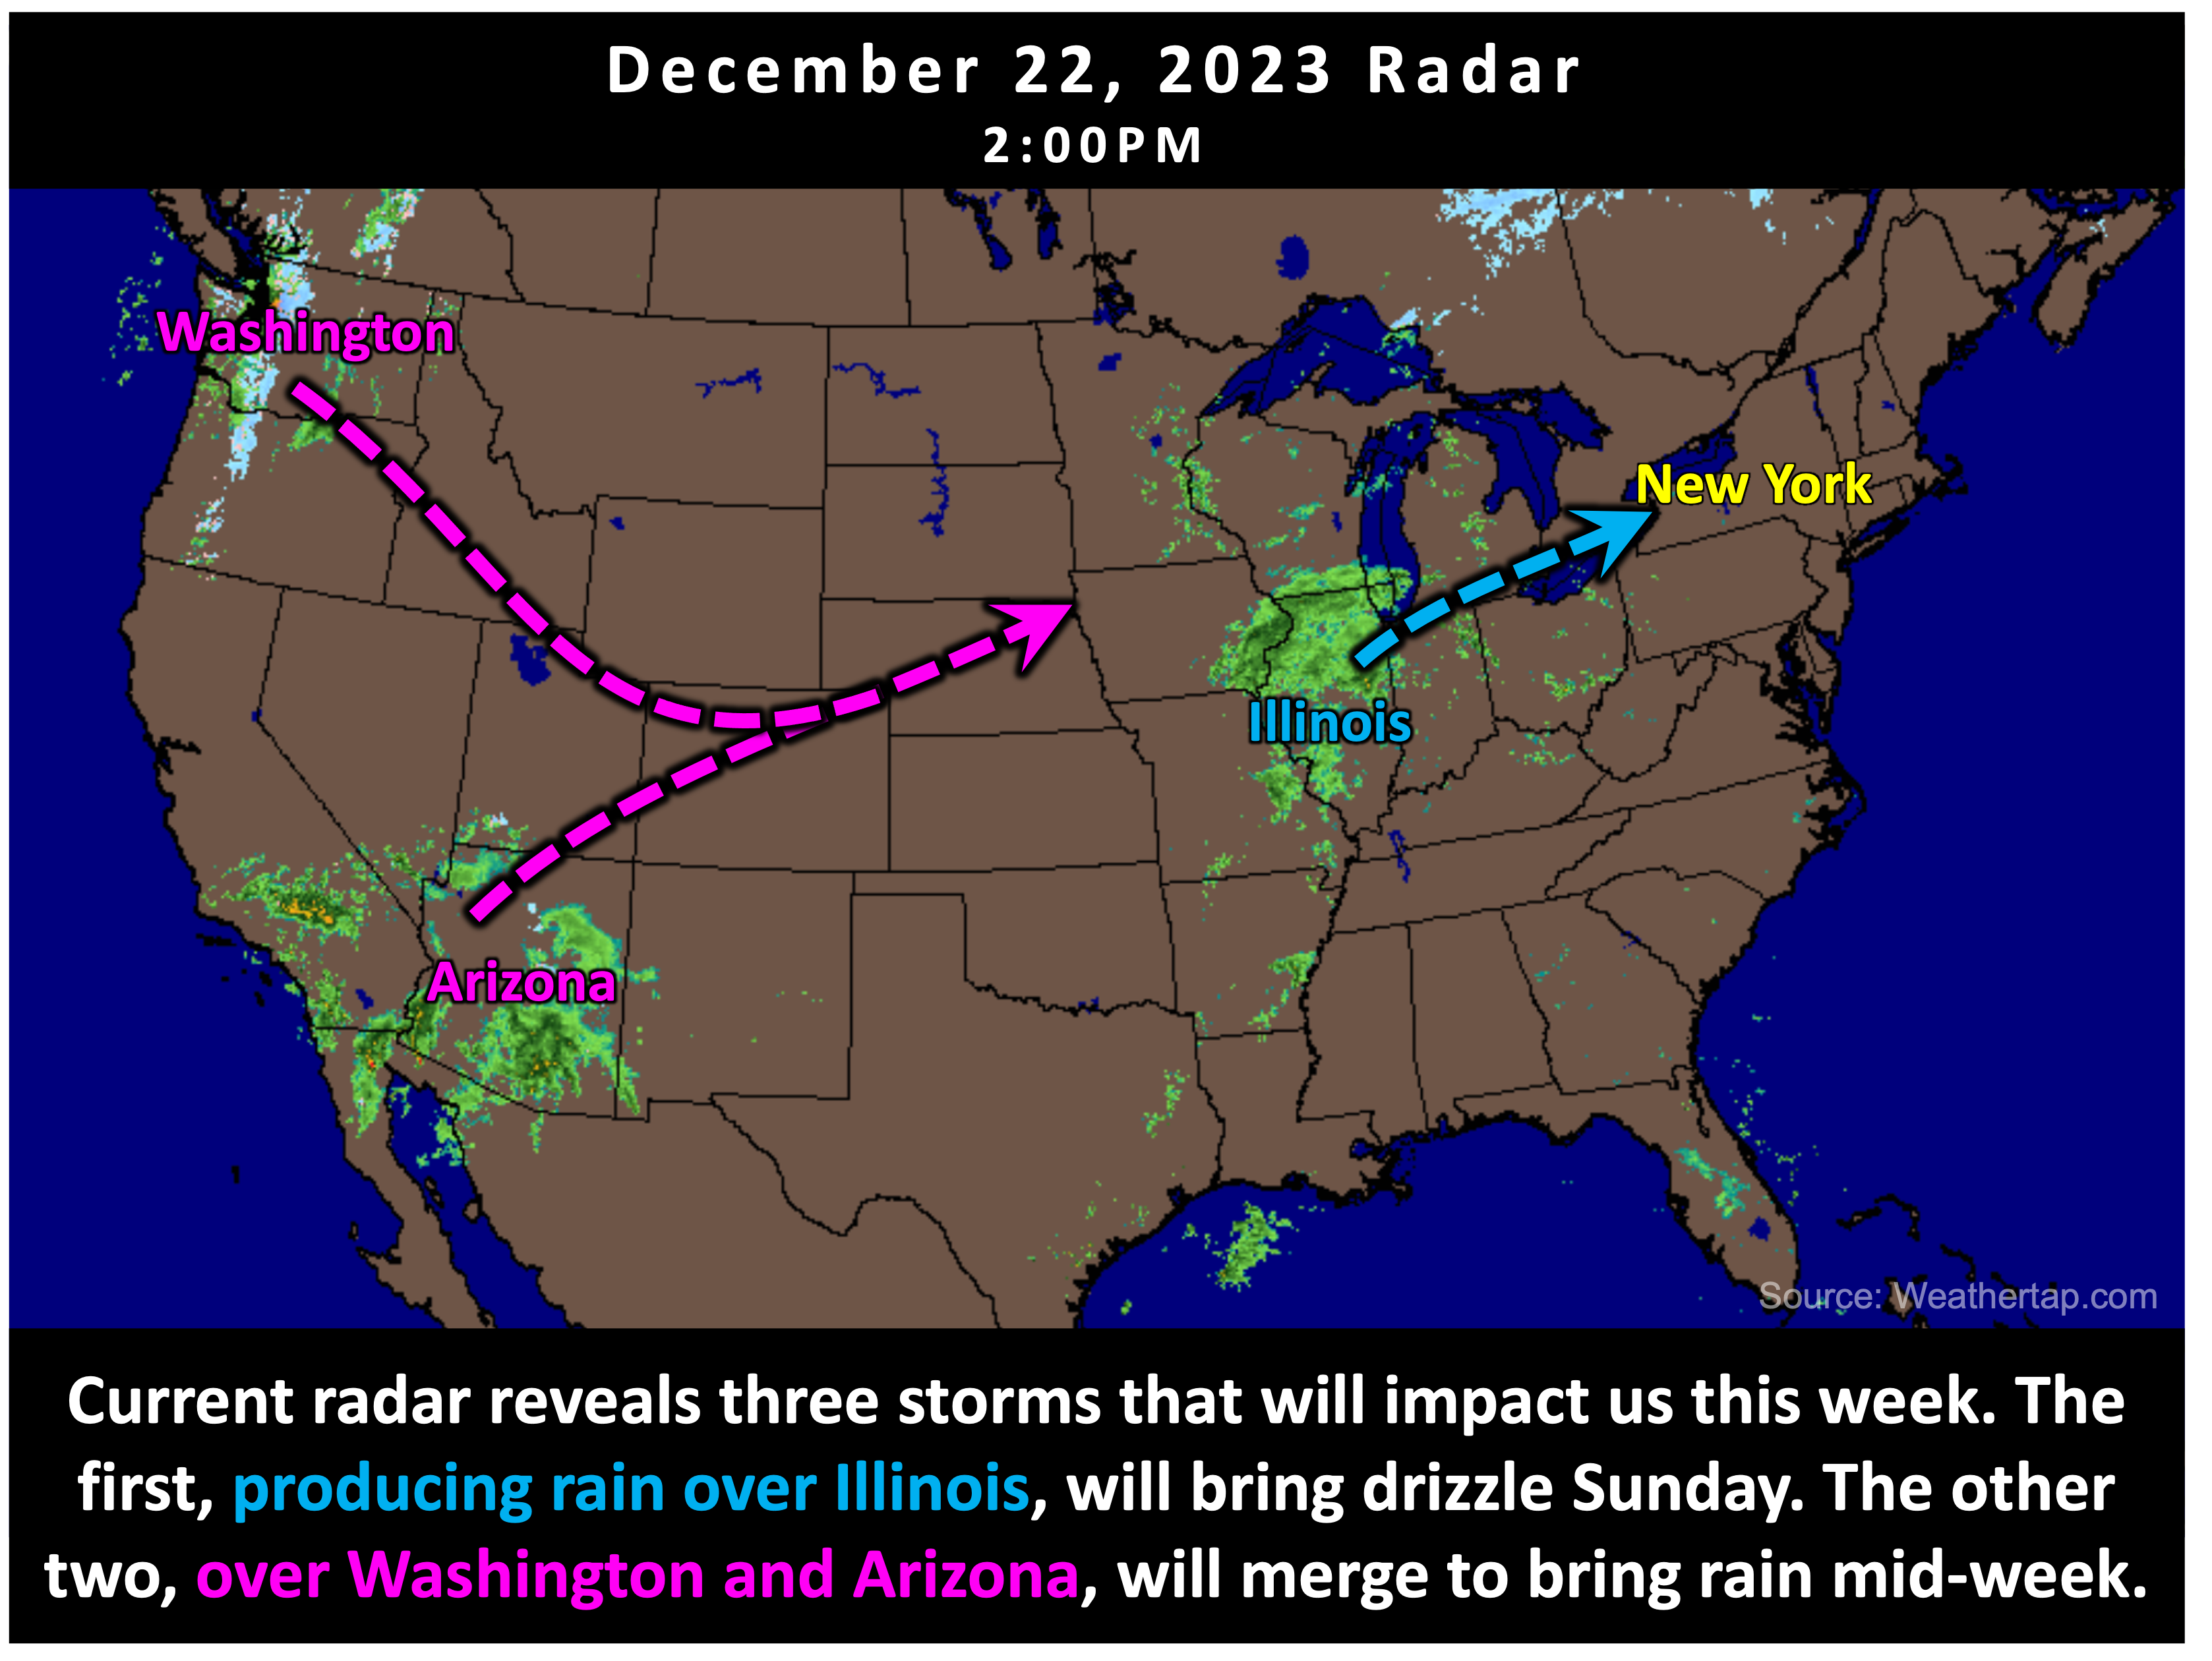 December 22, 2023 Radar
2:00PM
Washington
New York
Illinois
Arizona
Source: Weathertap.com
Current radar reveals three storms that will impact us this week. The
first, producing rain over Illinois, will bring drizzle Sunday. The other
two, over Washington and Arizona, will merge to bring rain mid-week.